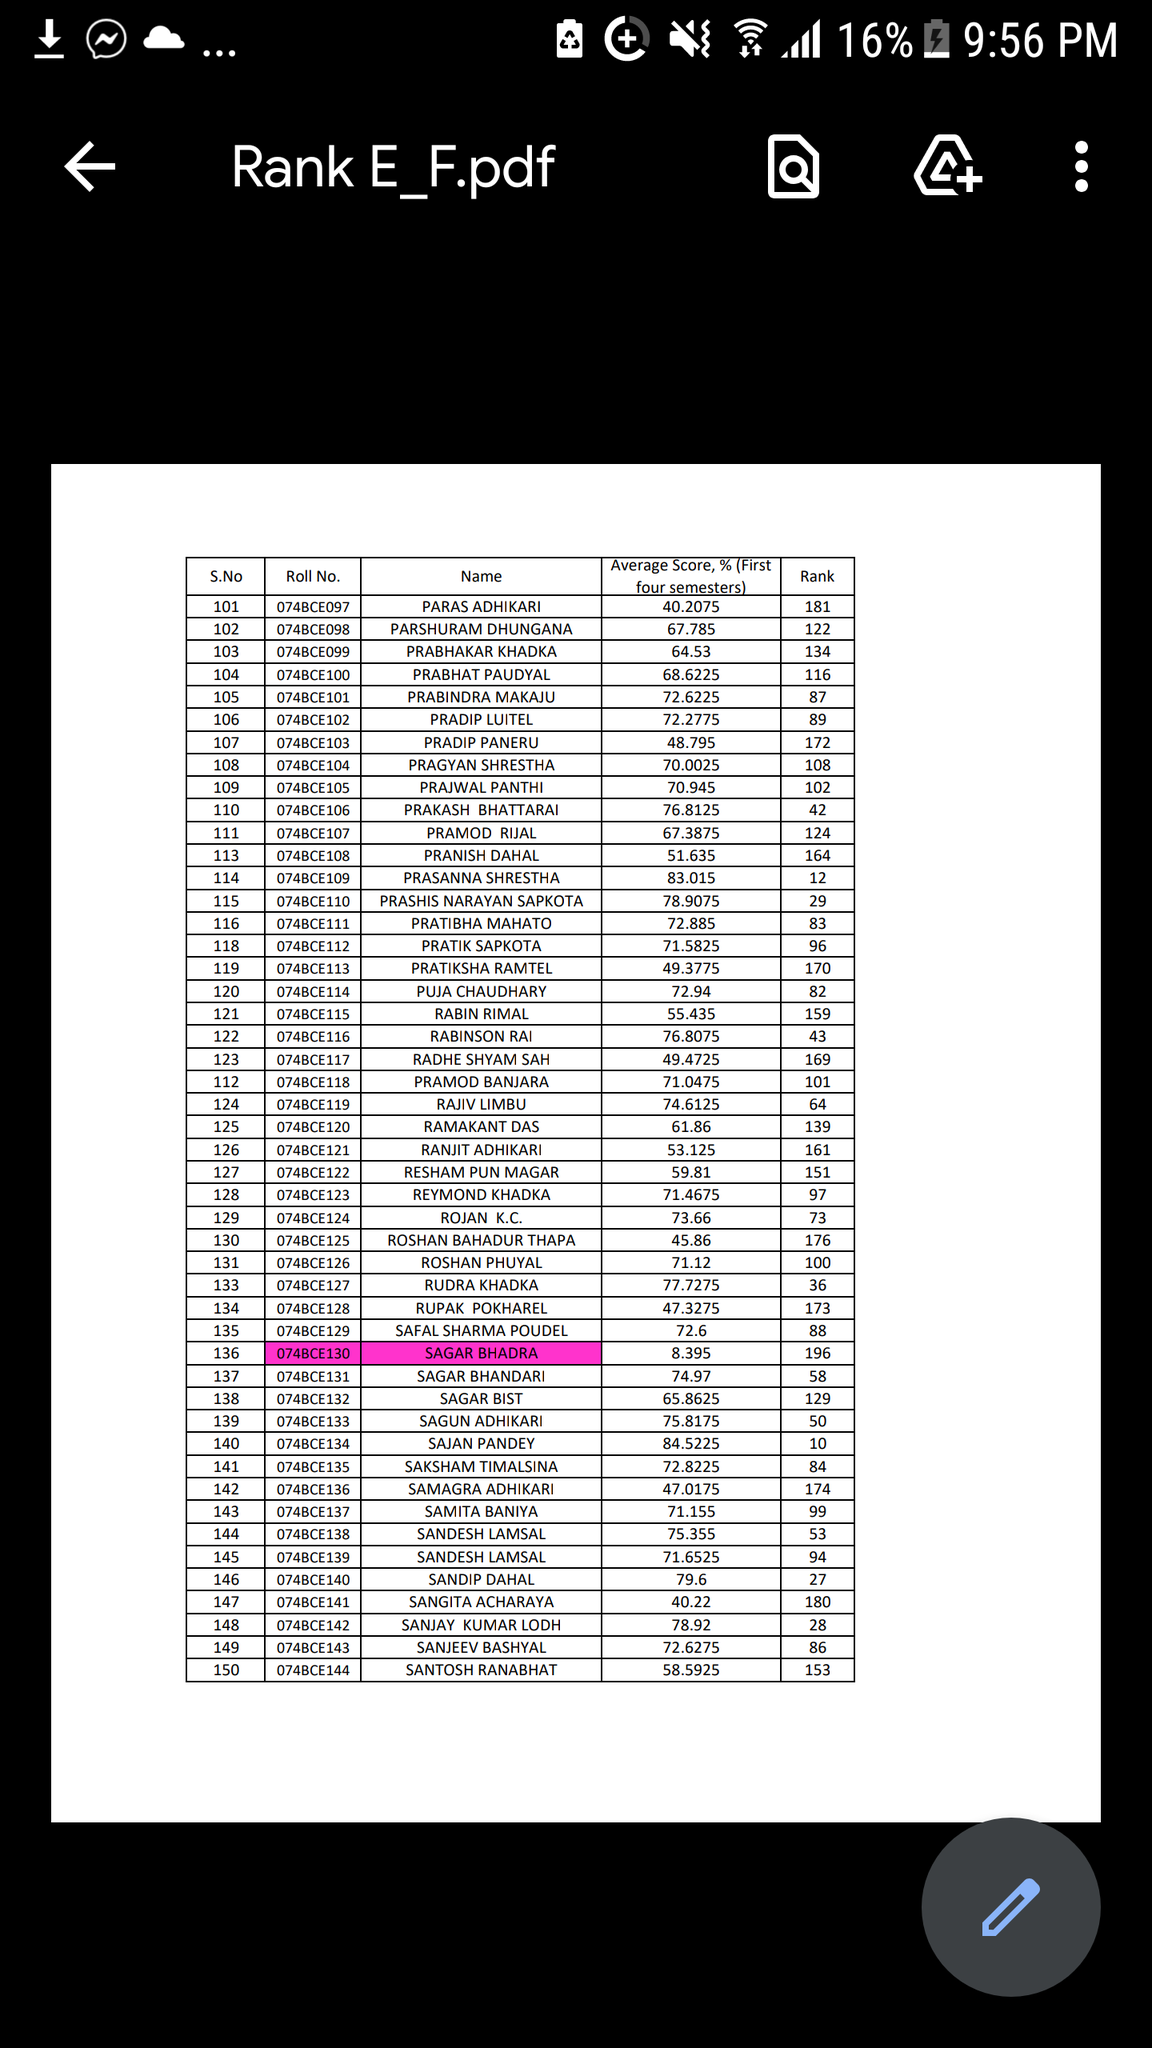 ... 16% 9:56 PM
Rank E_F.pdf
S.No Roll No. Name Average Score, % (First four semesters) Rank
101 074BCE097 PARAS ADHIKARI 40.2075 181
102 074BCE098 PARSHURAM DHUNGANA 67.785 122
103 074BCE099 PRABHAKAR KHADKA 64.53 134
104 074BCE100 PRABHAT PAUDYAL 68.6225 116
105 074BCE101 PRABINDRA MAKAJU 72.6225 87
106 074BCE102 PRADIP LUITEL 72.2775 89
107 074BCE103 PRADIP PANERU 48.795 172
108 074BCE104 PRAGYAN SHRESTHA 70.0025 108
109 074BCE105 PRAJWAL PANTHI 70.945 102
110 074BCE106 PRAKASH BHATTARAI 76.8125 42
111 074BCE107 PRAMOD RIJAL 67.3875 124
113 074BCE108 PRANISH DAHAL 51.635 164
114 074BCE109 PRASANNA SHRESTHA 83.015 12
115 074BCE110 PRASHIS NARAYAN SAPKOTA 78.9075 29
116 074BCE111 PRATIBHA MAHATO 72.885 83
118 074BCE112 PRATIK SAPKOTA 71.5825 96
119 074BCE113 PRATIKSHA RAMTEL 49.3775 170
120 074BCE114 PUJA CHAUDHARY 72.94 82
121 074BCE115 RABIN RIMAL 55.435 159
122 074BCE116 RABINSON RAI 76.8075 43
123 074BCE117 RADHE SHYAM SAH 49.4725 169
112 074BCE118 PRAMOD BANJARA 71.0475 101
124 074BCE119 RAJIV LIMBU 74.6125 64
125 074BCE120 RAMAKANT DAS 61.86 139
126 074BCE121 RANJIT ADHIKARI 53.125 161
127 074BCE122 RESHAM PUN MAGAR 59.81 151
128 074BCE123 REYMOND KHADKA 71.4675 97
129 074BCE124 ROJAN K.C. 73.66 73
130 074BCE125 ROSHAN BAHADUR THAPA 45.86 176
131 074BCE126 ROSHAN PHUYAL 71.12 100
133 074BCE127 RUDRA KHADKA 77.7275 36
134 074BCE128 RUPAK POKHAREL 47.3275 173
135 074BCE129 SAFAL SHARMA POUDEL 72.6 88
136 074BCE130 SAGAR BHADRA 8.395 196
137 074BCE131 SAGAR BHANDARI 74.97 58
138 074BCE132 SAGAR BIST 65.8625 129
139 074BCE133 SAGUN ADHIKARI 75.8175 50
140 074BCE134 SAJAN PANDEY 84.5225 10
141 074BCE135 SAKSHAM TIMALSINA 72.8225 84
142 074BCE136 SAMAGRA ADHIKARI 47.0175 174
143 074BCE137 SAMITA BANIYA 71.155 99
144 074BCE138 SANDESH LAMSAL 75.355 53
145 074BCE139 SANDESH LAMSAL 71.6525 94
146 074BCE140 SANDIP DAHAL 79.6 27
147 074BCE141 SANGITA ACHARAYA 40.22 180
148 074BCE142 SANJAY KUMAR LODH 78.92 28
149 074BCE143 SANJEEV BASHYAL 72.6275 86
150 074BCE144 SANTOSH RANABHAT 58.5925 153